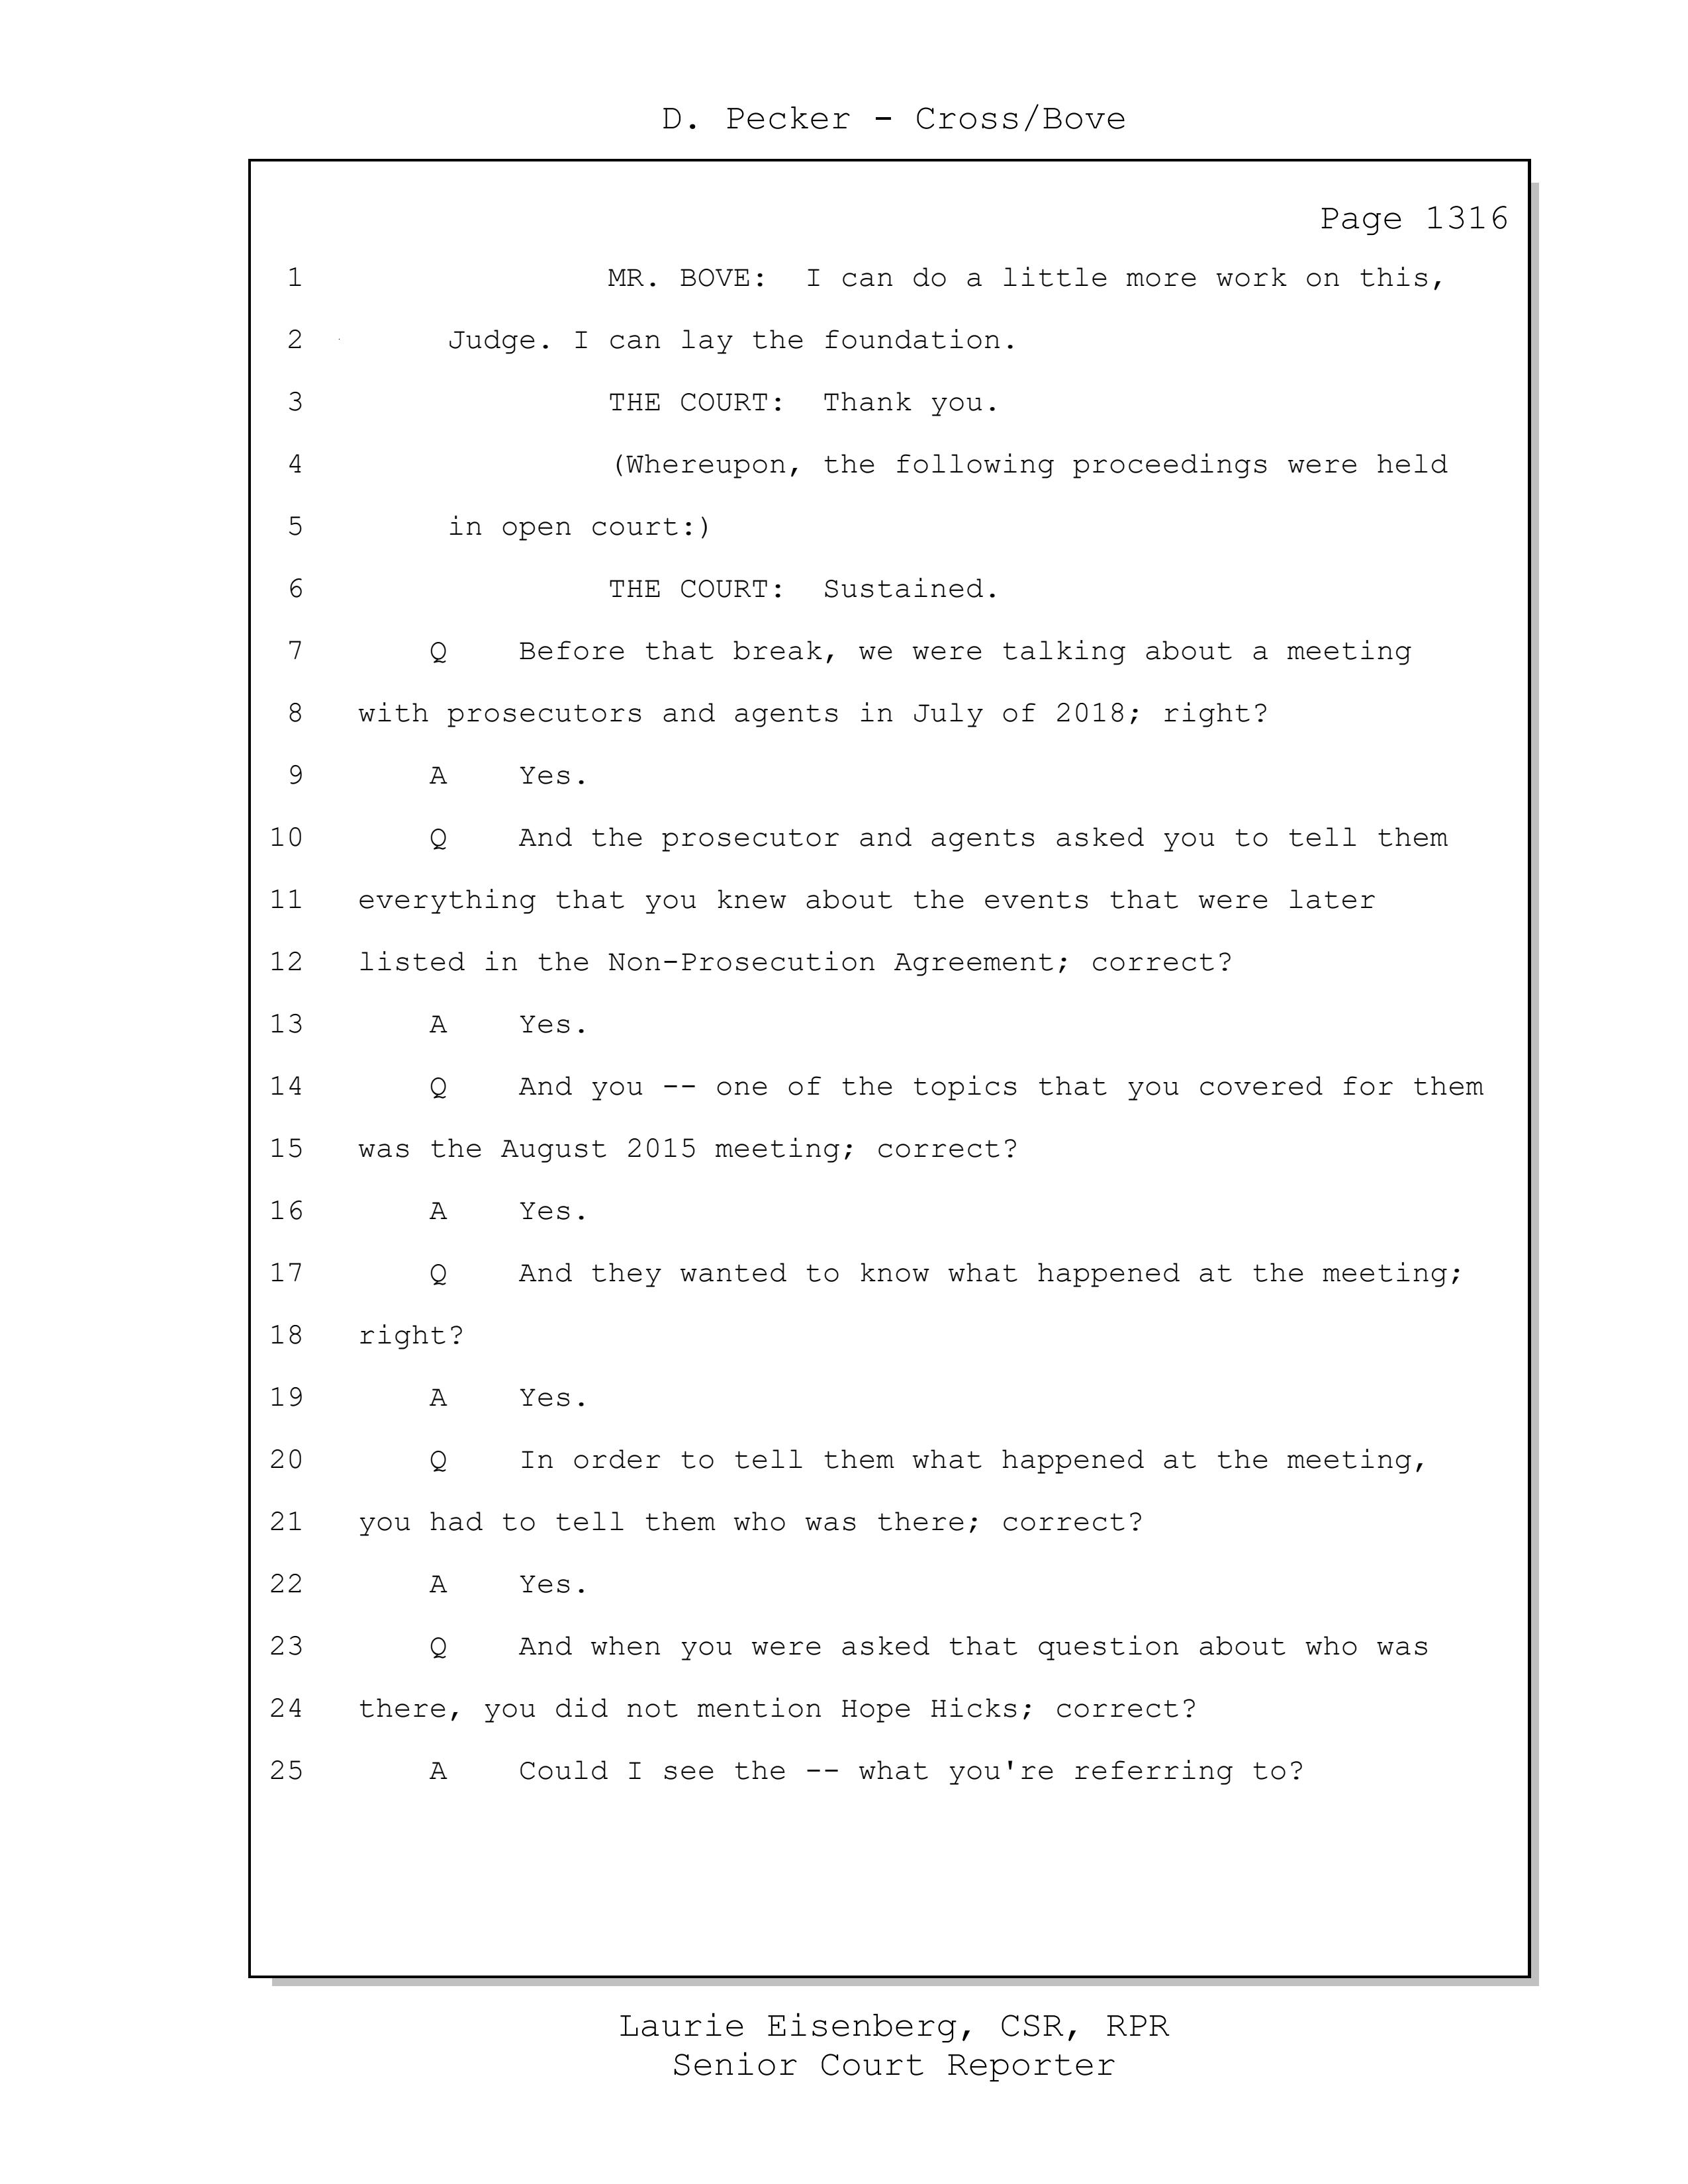 D. Pecker - Cross/Bove
Page 1316
1 MR. BOVE: I can do a little more work on this,
2 Judge. I can lay the foundation.
3 THE COURT: Thank you.
4 (Whereupon, the following proceedings were held
5 in open court:)
6 THE COURT: Sustained.
7 Q Before that break, we were talking about a meeting
8 with prosecutors and agents in July of 2018; right?
9 A Yes.
10 Q And the prosecutor and agents asked you to tell them
11 everything that you knew about the events that were later
12 listed in the Non-Prosecution Agreement; correct?
13 A Yes.
14 Q And you -- one of the topics that you covered for them
15 was the August 2015 meeting; correct?
16 A Yes.
17 Q And they wanted to know what happened at the meeting;
18 right?
19 A Yes.
20 Q In order to tell them what happened at the meeting,
21 you had to tell them who was there; correct?
22 A Yes.
23 Q And when you were asked that question about who was
24 there, you did not mention Hope Hicks; correct?
25 A Could I see the -- what you're referring to?
Laurie Eisenberg, CSR, RPR
Senior Court Reporter